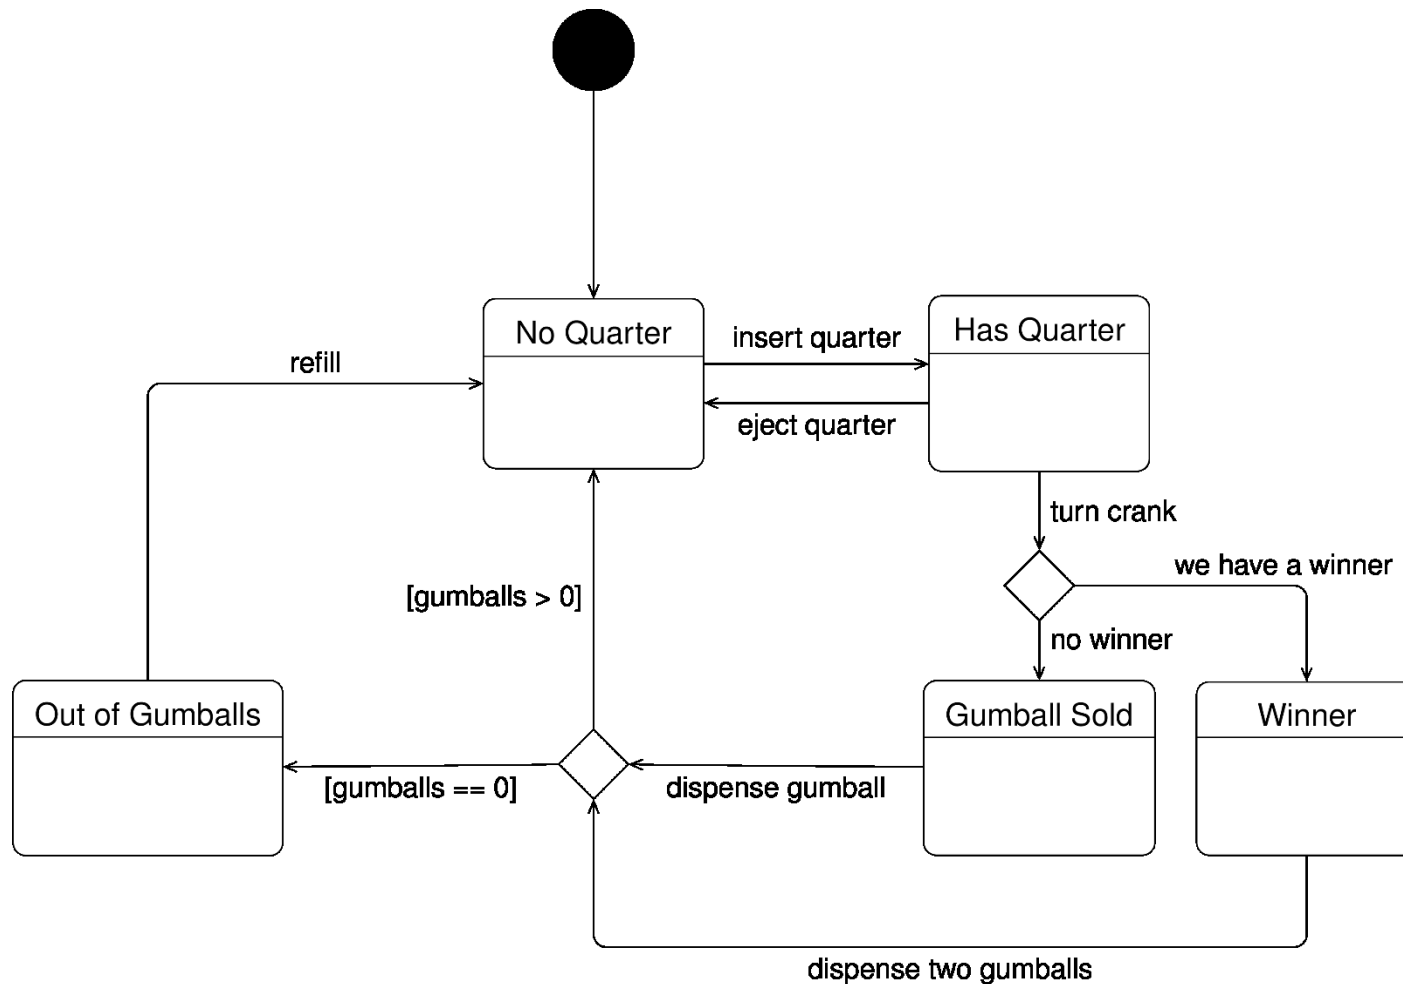 No Quarter
insert quarter
Has Quarter
refill
eject quarter
turn crank
we have a winner
[gumballs > 0]
no winner
Out of Gumballs
Gumball Sold
Winner
[gumballs == 0]
dispense gumball
dispense two gumballs